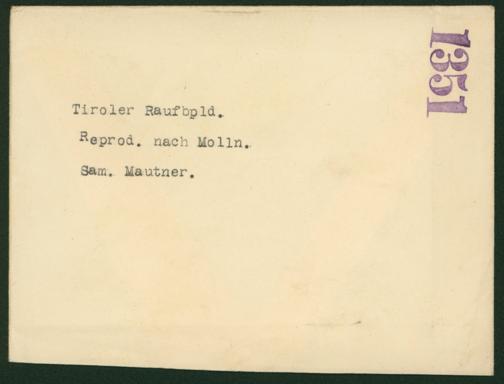 1351
Tiroler Raufbpld.
Reprod. nach Molln.
Sam. Mautner.